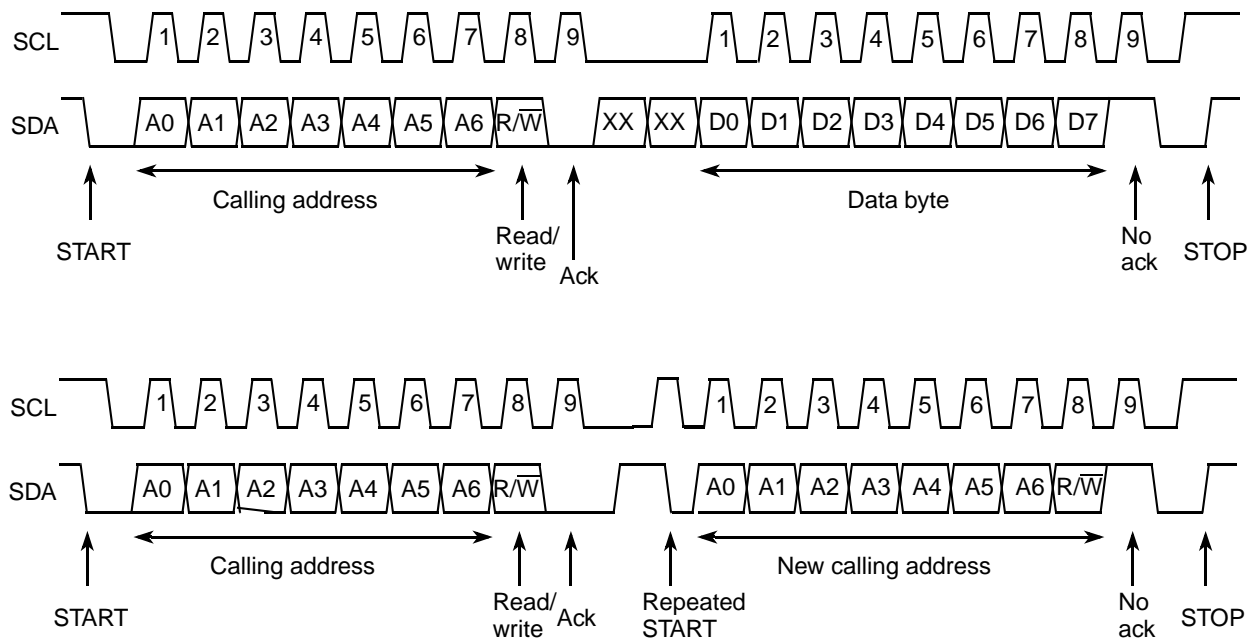 SCL 1 2 3 4 5 6 7 8 9 1 2 3 4 5 6 7 8 9
SDA A0 A1 A2 A3 A4 A5 A6 R/W̅ XX XX D0 D1 D2 D3 D4 D5 D6 D7
Calling address Data byte
START Read/ write Ack No ack STOP
SCL 1 2 3 4 5 6 7 8 9 1 2 3 4 5 6 7 8 9
SDA A0 A1 A2 A3 A4 A5 A6 R/W̅ A0 A1 A2 A3 A4 A5 A6 R/W̅
Calling address New calling address
START Read/ write Ack Repeated START No ack STOP